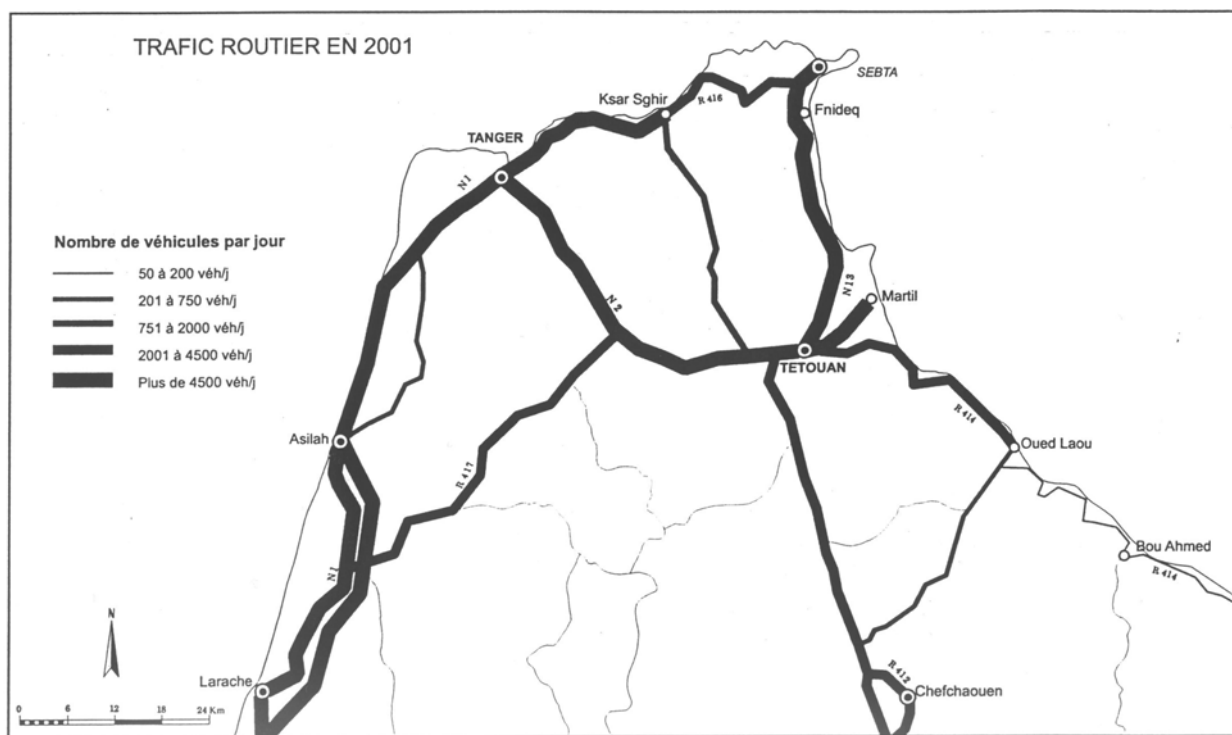 TRAFIC ROUTIER EN 2001
SEBTA
Ksar Sghir
R 416
Fnideq
TANGER
N1
Nombre de véhicules par jour
50 à 200 véh/j
201 à 750 véh/j
751 à 2000 véh/j
2001 à 4500 véh/j
Plus de 4500 véh/j
N 2
N13
Martil
TETOUAN
R 414
Asilah
Oued Laou
R 417
Bou Ahmed
N1
R 414
N
R 412
Larache
Chefchaouen
0 6 12 18 24 Km